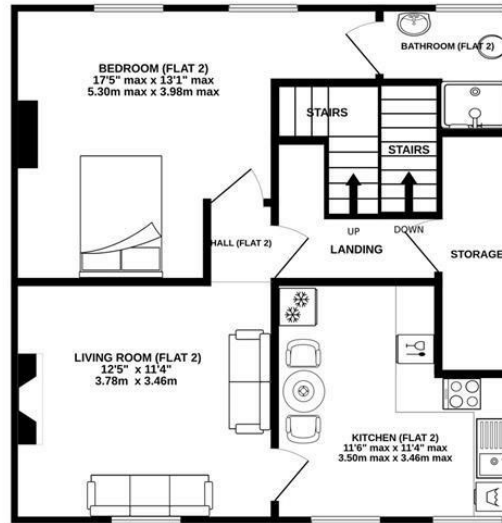 BATHROOM (FLAT 2)
BEDROOM (FLAT 2)
17'5" max x 13'1" max
5.30m max x 3.98m max
STAIRS
STAIRS
UP
DOWN
HALL (FLAT 2)
LANDING
STORAGE
LIVING ROOM (FLAT 2)
12'5" x 11'4"
3.78m x 3.46m
KITCHEN (FLAT 2)
11'6" max x 11'4" max
3.50m max x 3.46m max